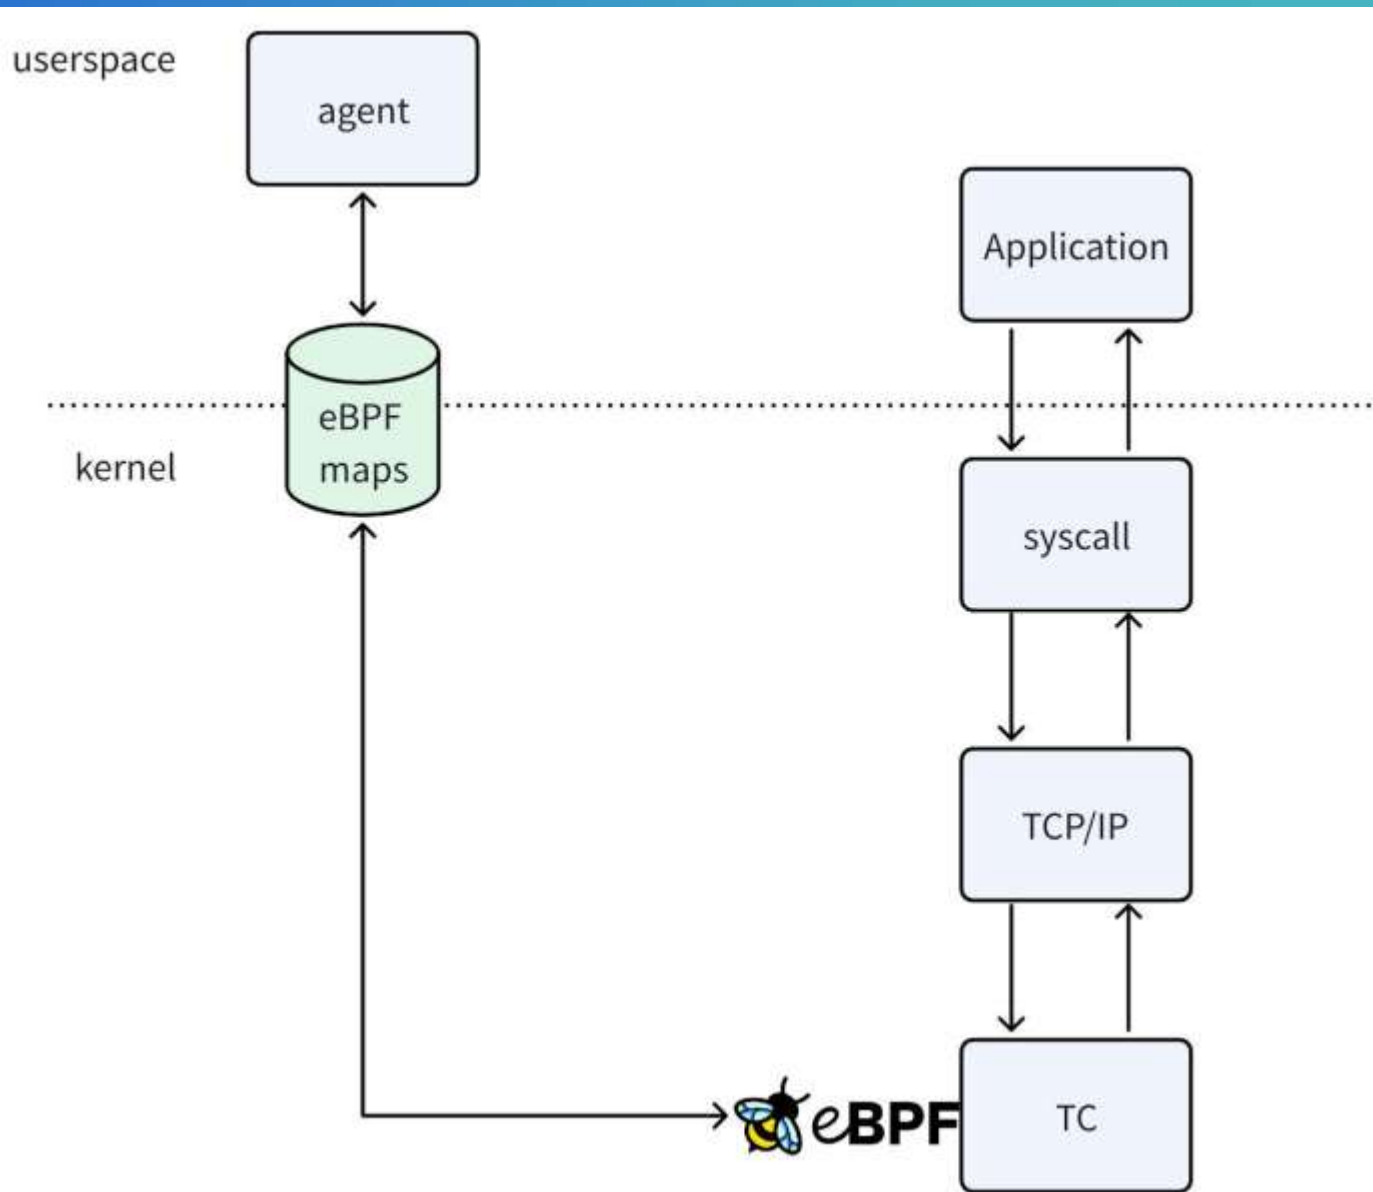 userspace
agent
Application
eBPF
maps
kernel
syscall
TCP/IP
eBPF
TC